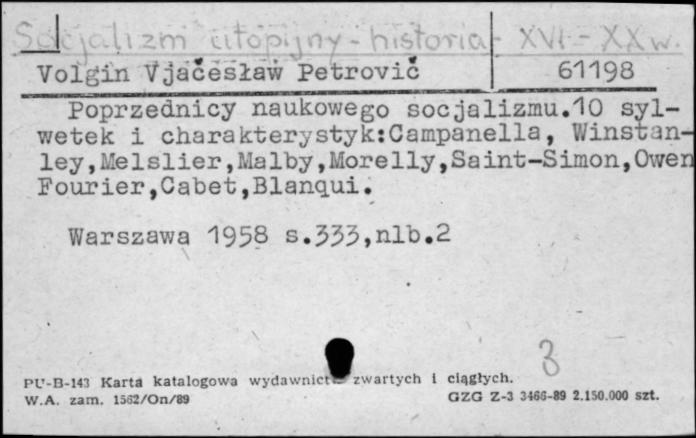 Socjalizm utopijny - historia - XVI - XX w.
Volgin Vjačesław Petrovič 61198
Poprzednicy naukowego socjalizmu.10 syl-
wetek i charakterystyk:Campanella, Winstan-
ley,Melslier,Malby,Morelly,Saint-Simon,Owen
Fourier,Cabet,Blanqui.
Warszawa 1958 s.333,nlb.2
3
PU-B-143 Karta katalogowa wydawnict zwartych i ciągłych.
W.A. zam. 1562/On/89 GZG Z-3 3466-89 2.150.000 szt.